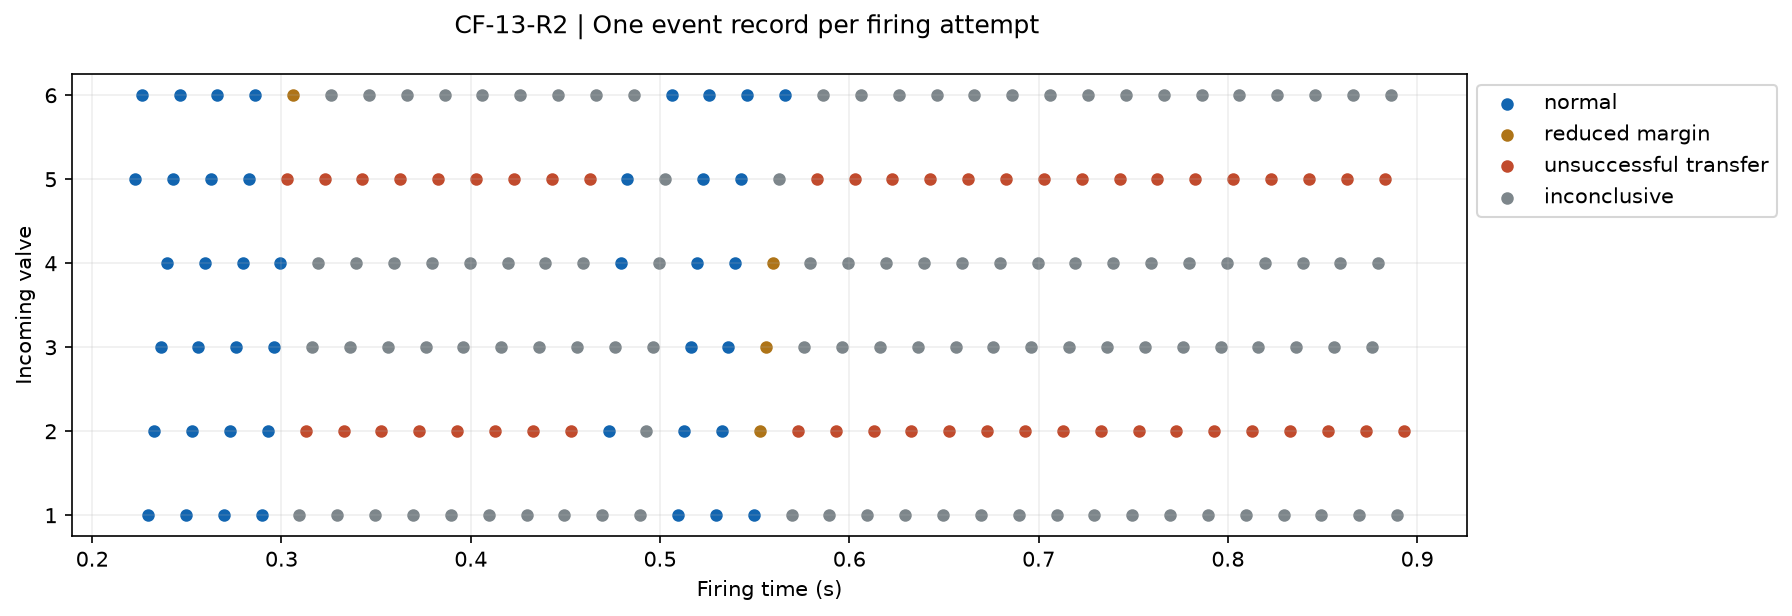 CF-13-R2 | One event record per firing attempt
normal
reduced margin
unsuccessful transfer
inconclusive
Incoming valve
6
5
4
3
2
1
0.2 0.3 0.4 0.5 0.6 0.7 0.8 0.9
Firing time (s)